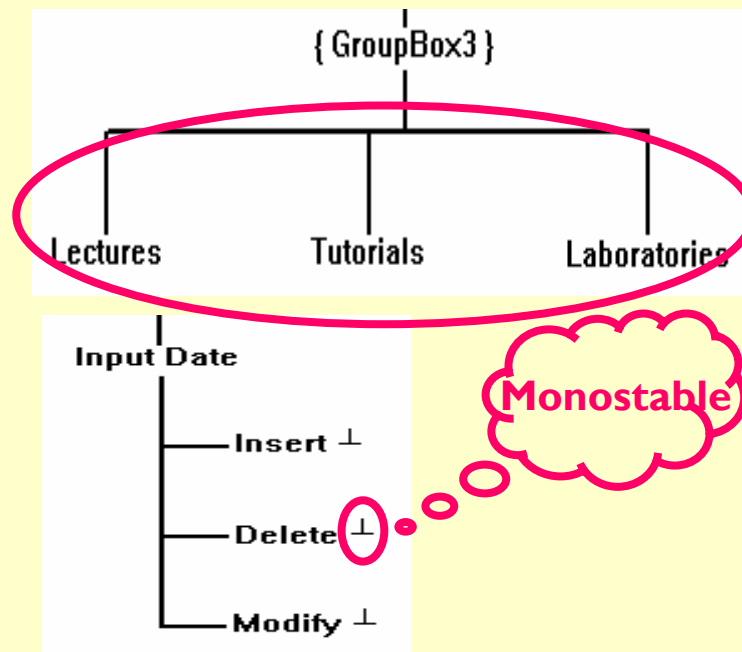 { GroupBox3 }
Lectures Tutorials Laboratories
Input Date
Monostable
Insert ⊥
Delete ⊥
Modify ⊥